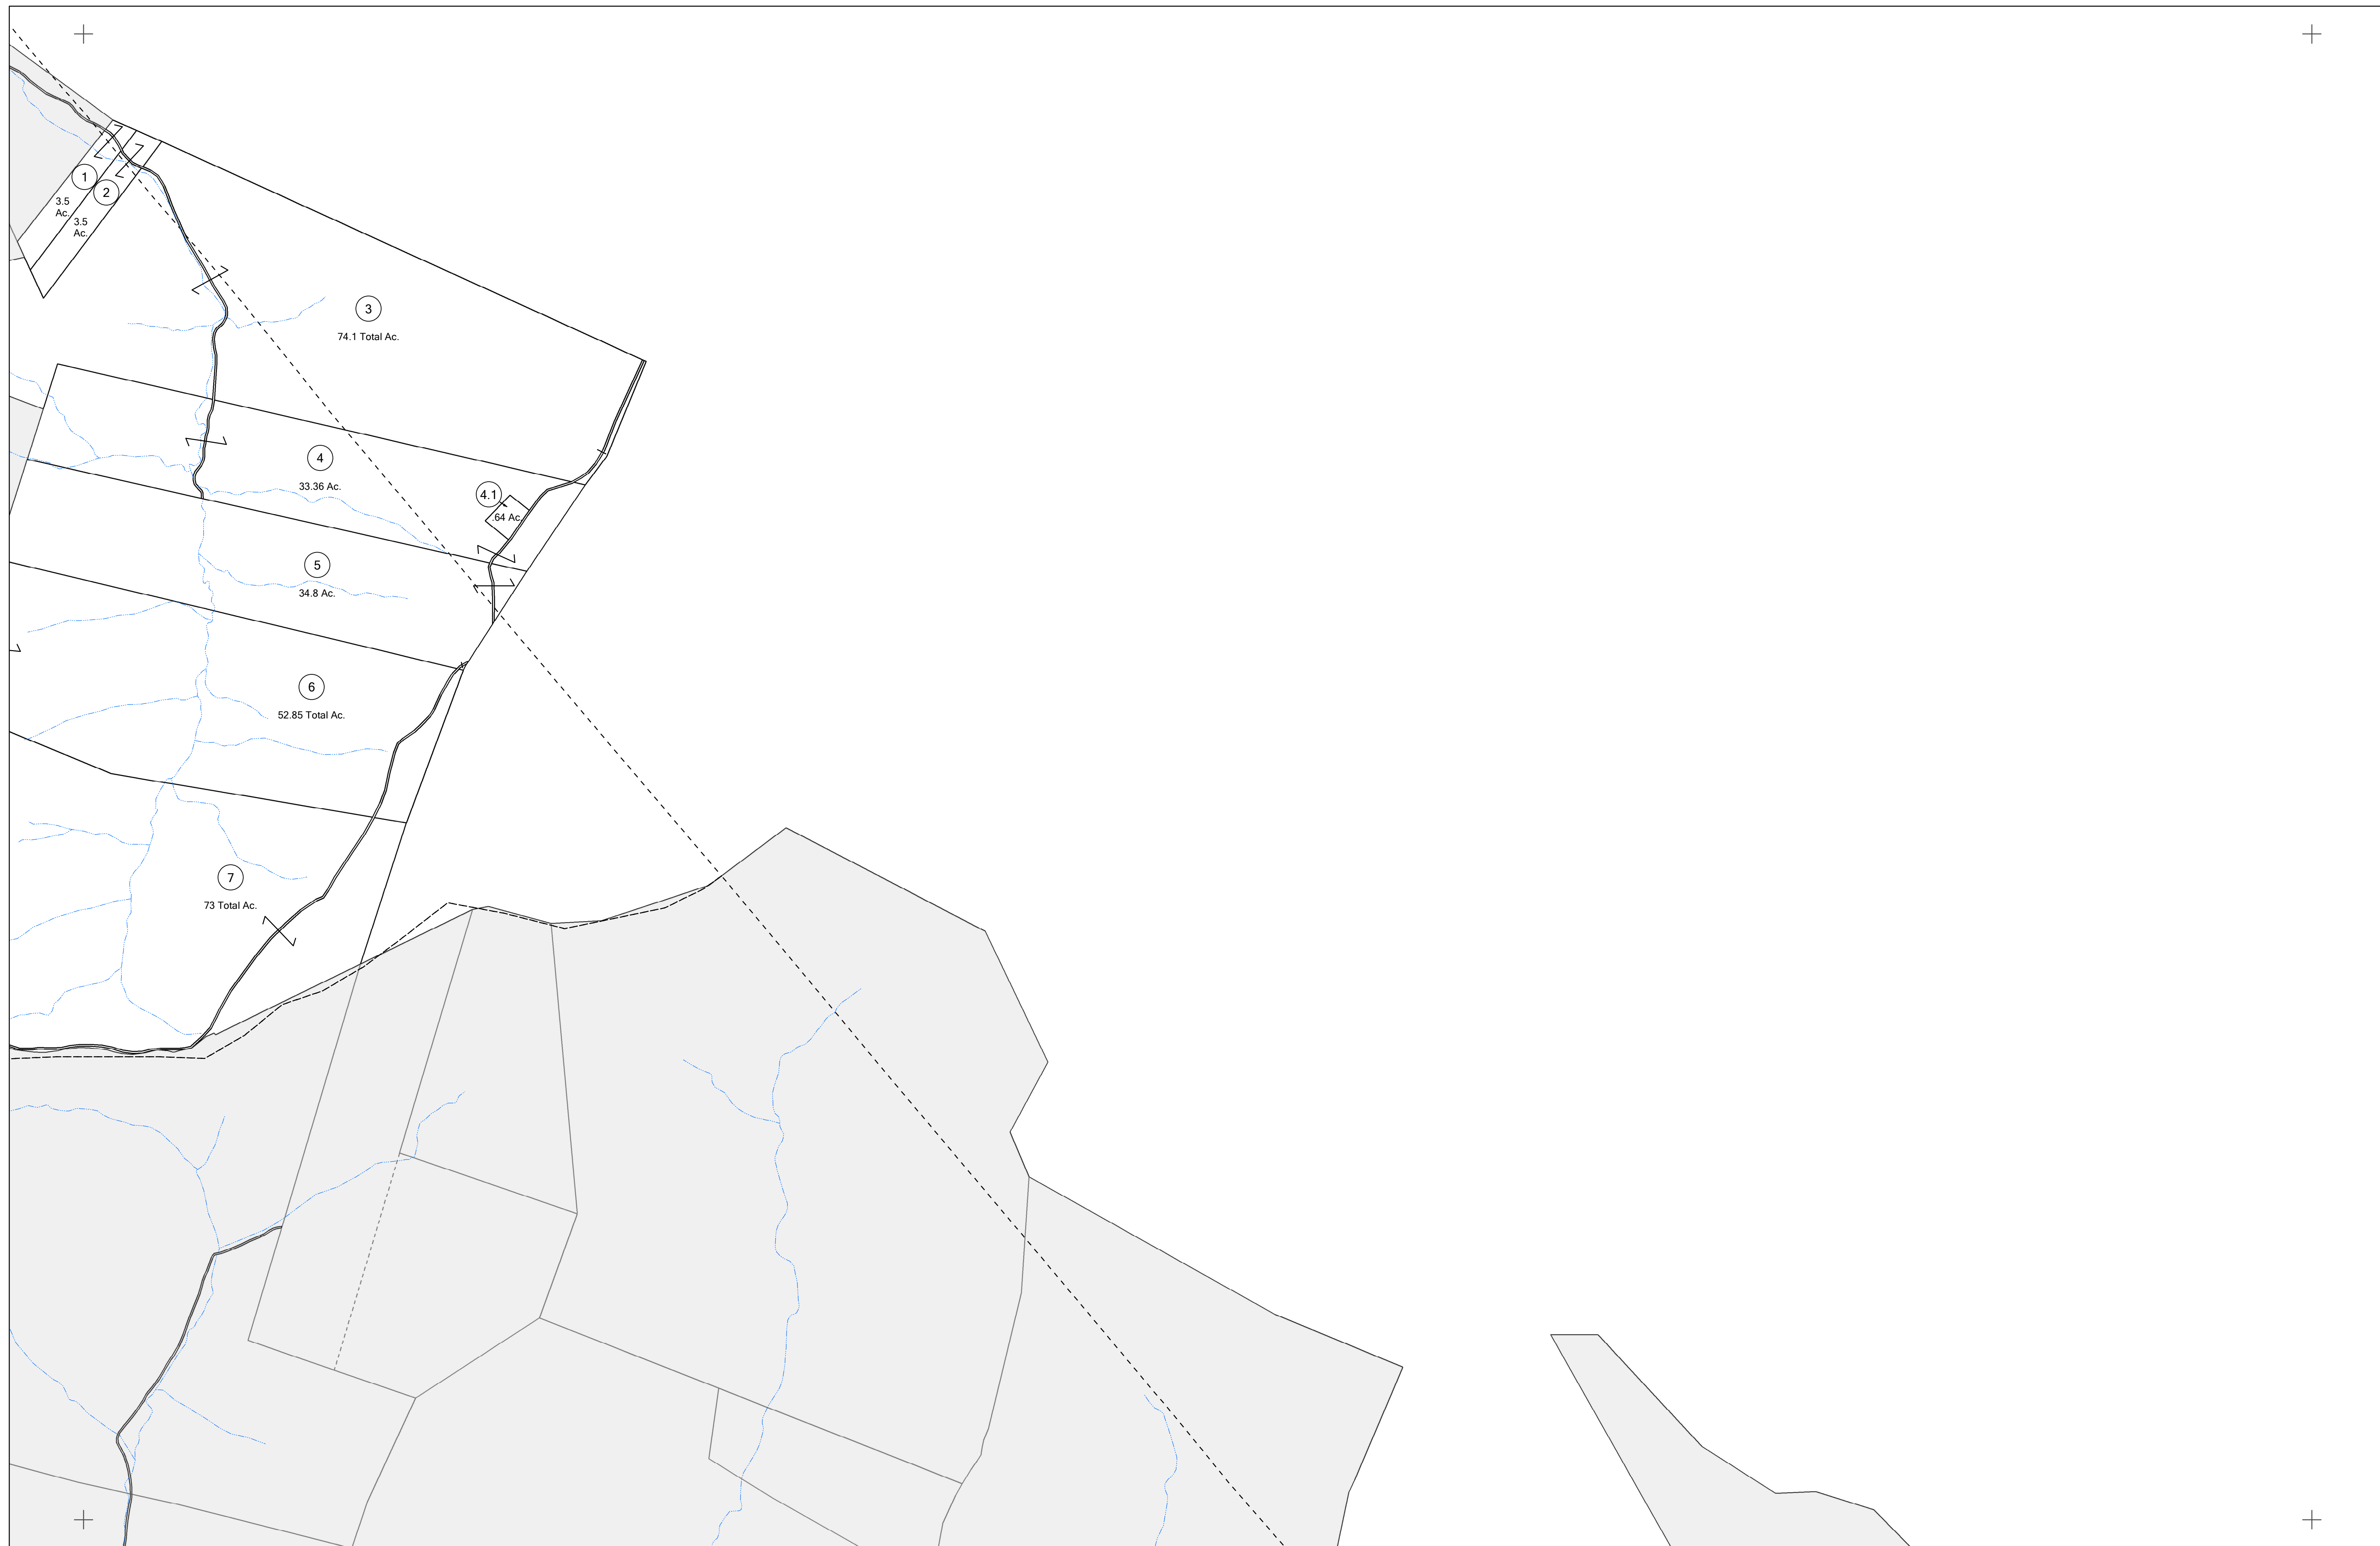 1
2
3.5
Ac.
3.5
Ac.
3
74.1 Total Ac.
4
33.36 Ac.
4.1
.64 Ac.
5
34.8 Ac.
6
52.85 Total Ac.
7
73 Total Ac.